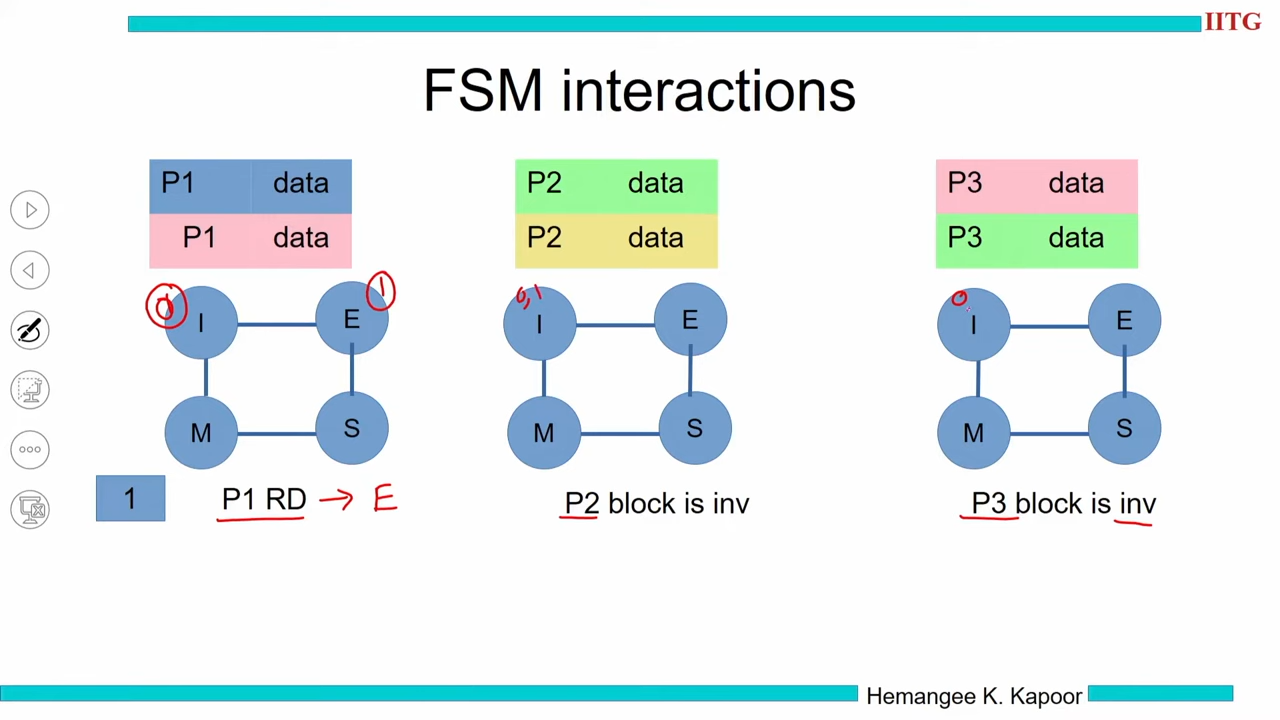 IITG
FSM interactions
P1 data
P1 data
P2 data
P2 data
P3 data
P3 data
0 I E 1
M S
0,1 I E
M S
0 I E
M S
1 P1 RD → E
P2 block is inv
P3 block is inv
Hemangee K. Kapoor